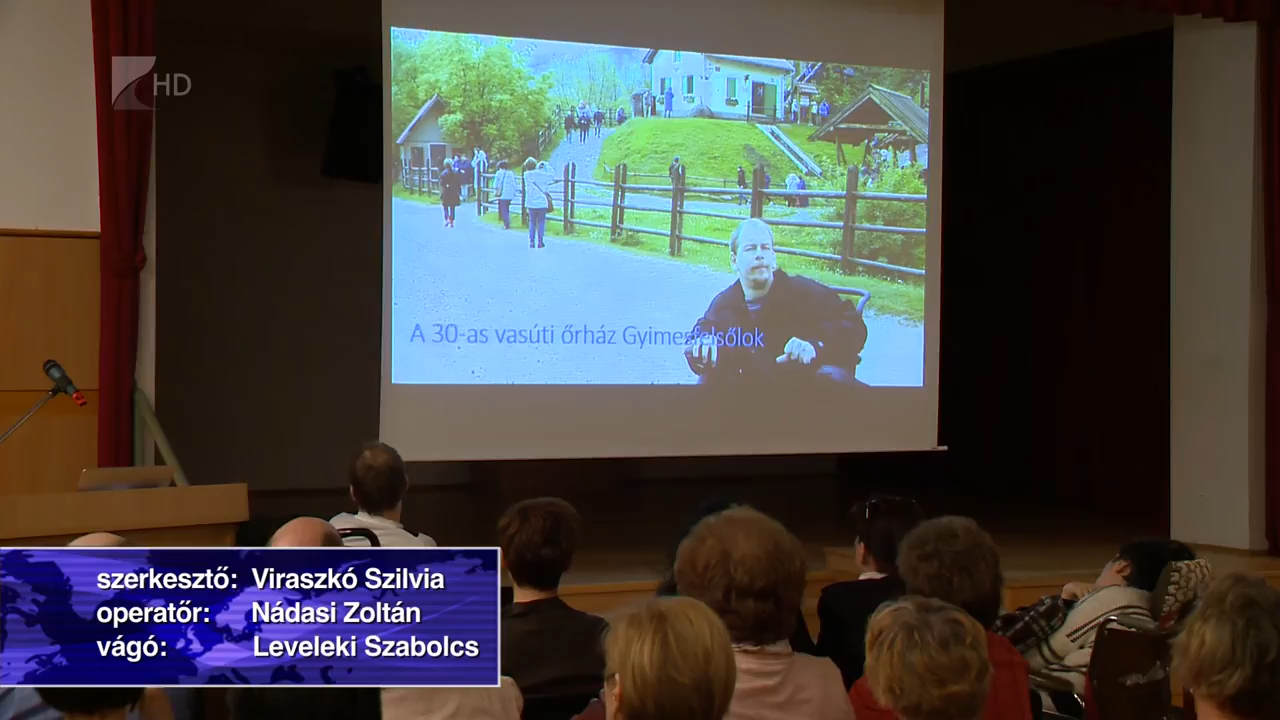 HD
A 30-as vasúti őrház Gyimesfelsőlok
szerkesztő: Viraszkó Szilvia
operatőr: Nádasi Zoltán
vágó: Leveleki Szabolcs